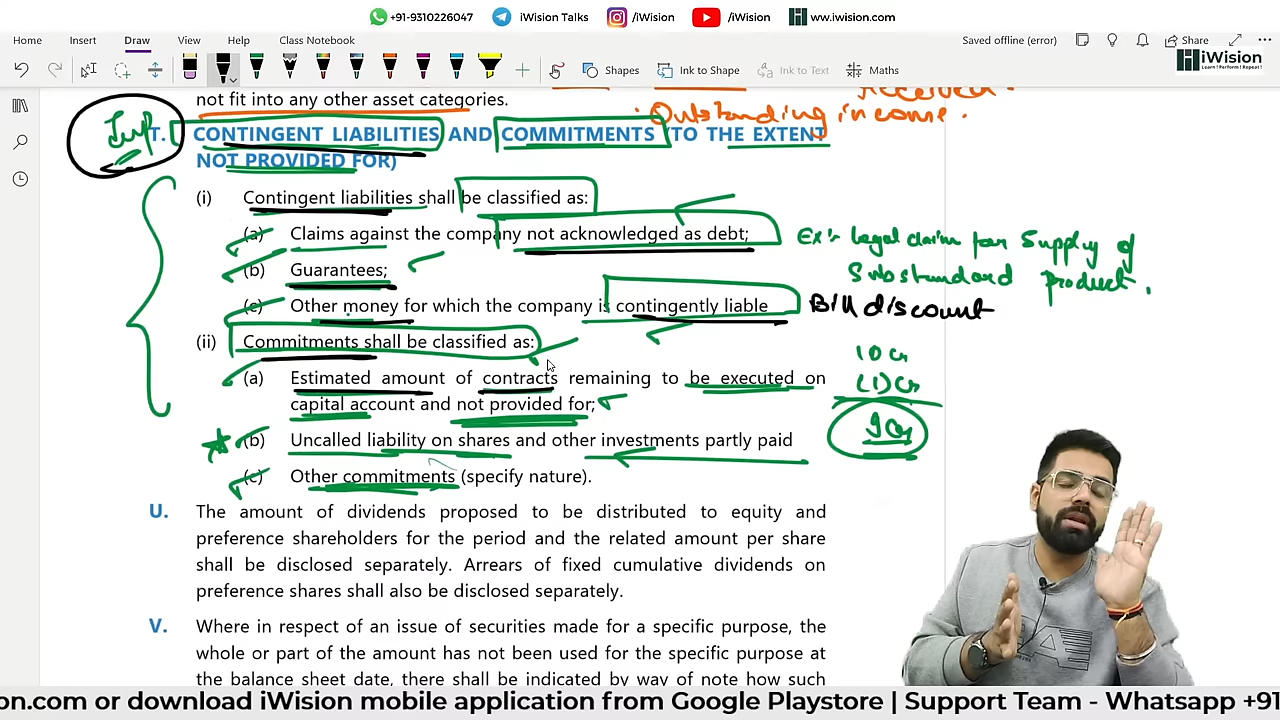 +91-9310226047 iWision Talks /iWision /iWision www.iwision.com
Home Insert Draw View Help Class Notebook Saved offline (error) Share
Shapes Ink to Shape Ink to Text Maths
iWision
Learn ! Perform ! Repeat !
not fit into any other asset categories.
Received.
Outstanding income.
Imp
T. CONTINGENT LIABILITIES AND COMMITMENTS (TO THE EXTENT
NOT PROVIDED FOR)
(i) Contingent liabilities shall be classified as:
(a) Claims against the company not acknowledged as debt;
Ex:- legal claim for Supply of
Substandard product.
(b) Guarantees;
(c) Other money for which the company is contingently liable
Bill discount
(ii) Commitments shall be classified as:
10 Cr
(1) Cr
9 Cr
(a) Estimated amount of contracts remaining to be executed on
capital account and not provided for;
(b) Uncalled liability on shares and other investments partly paid
(c) Other commitments (specify nature).
U. The amount of dividends proposed to be distributed to equity and
preference shareholders for the period and the related amount per share
shall be disclosed separately. Arrears of fixed cumulative dividends on
preference shares shall also be disclosed separately.
V. Where in respect of an issue of securities made for a specific purpose, the
whole or part of the amount has not been used for the specific purpose at
the balance sheet date, there shall be indicated by way of note how such
on.com or download iWision mobile application from Google Playstore | Support Team - Whatsapp +91